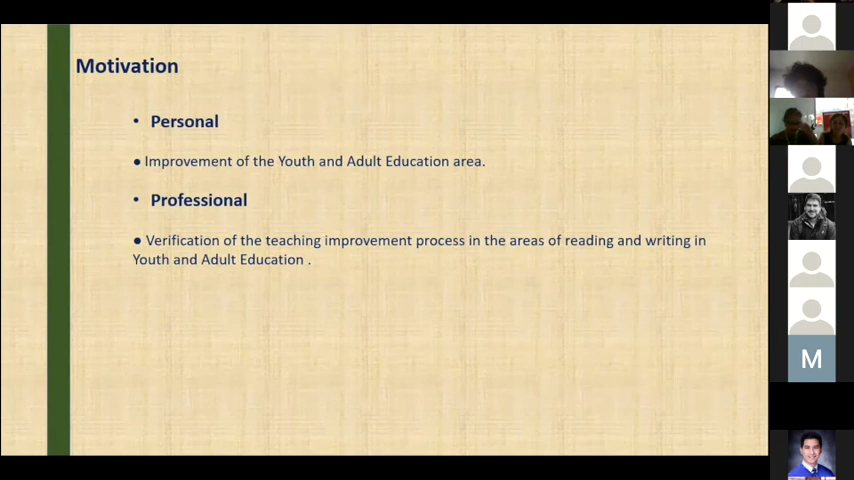 Motivation
• Personal
● Improvement of the Youth and Adult Education area.
• Professional
● Verification of the teaching improvement process in the areas of reading and writing in
Youth and Adult Education .
M